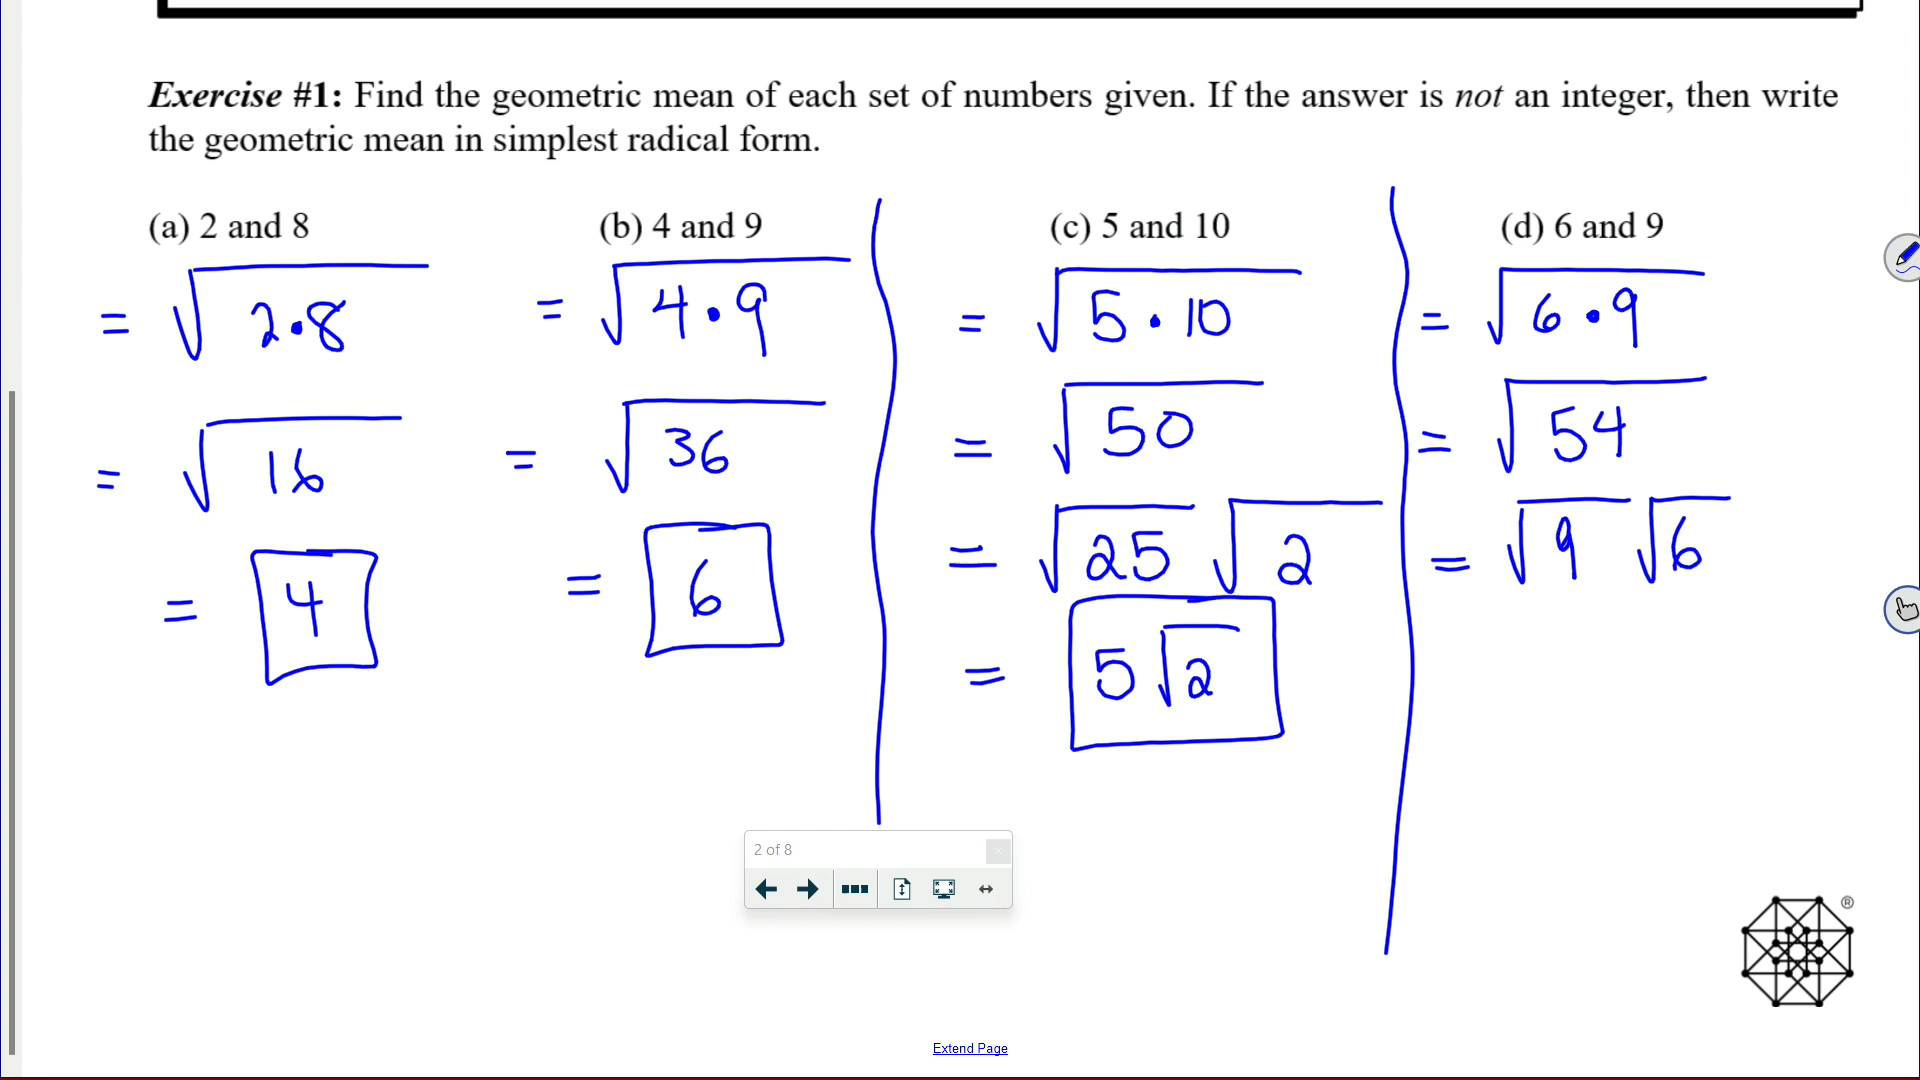 Exercise #1: Find the geometric mean of each set of numbers given. If the answer is not an integer, then write
the geometric mean in simplest radical form.
(a) 2 and 8
= √(2·8)
= √16
= 4
(b) 4 and 9
= √(4·9)
= √36
= 6
(c) 5 and 10
= √(5·10)
= √50
= √25 √2
= 5√2
(d) 6 and 9
= √(6·9)
= √54
= √9 √6
2 of 8
®
Extend Page